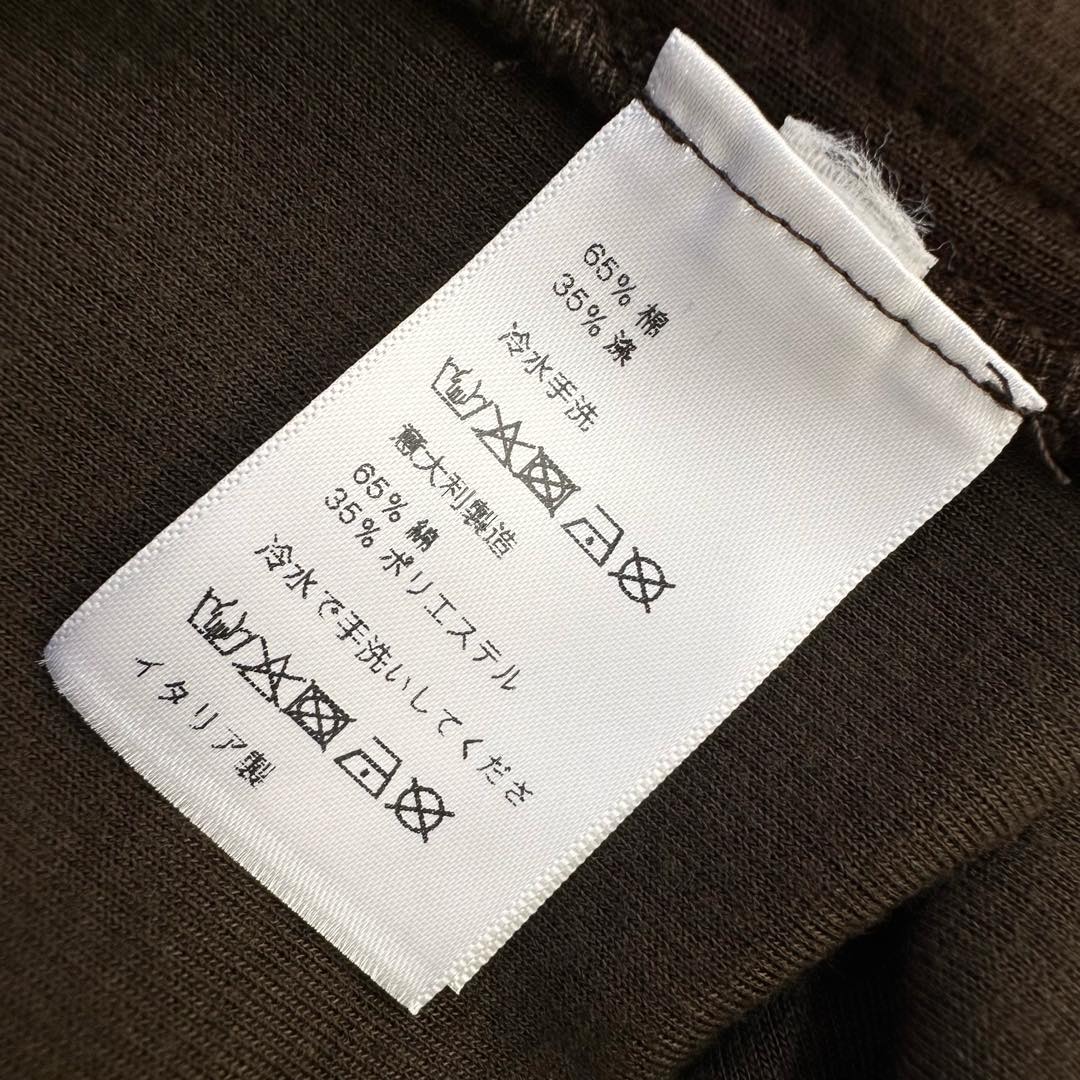 65% 棉
35% 滌
冷水手洗
意大利製造
65% 綿
35% ポリエステル
冷水で手洗いしてくださ
イタリア製